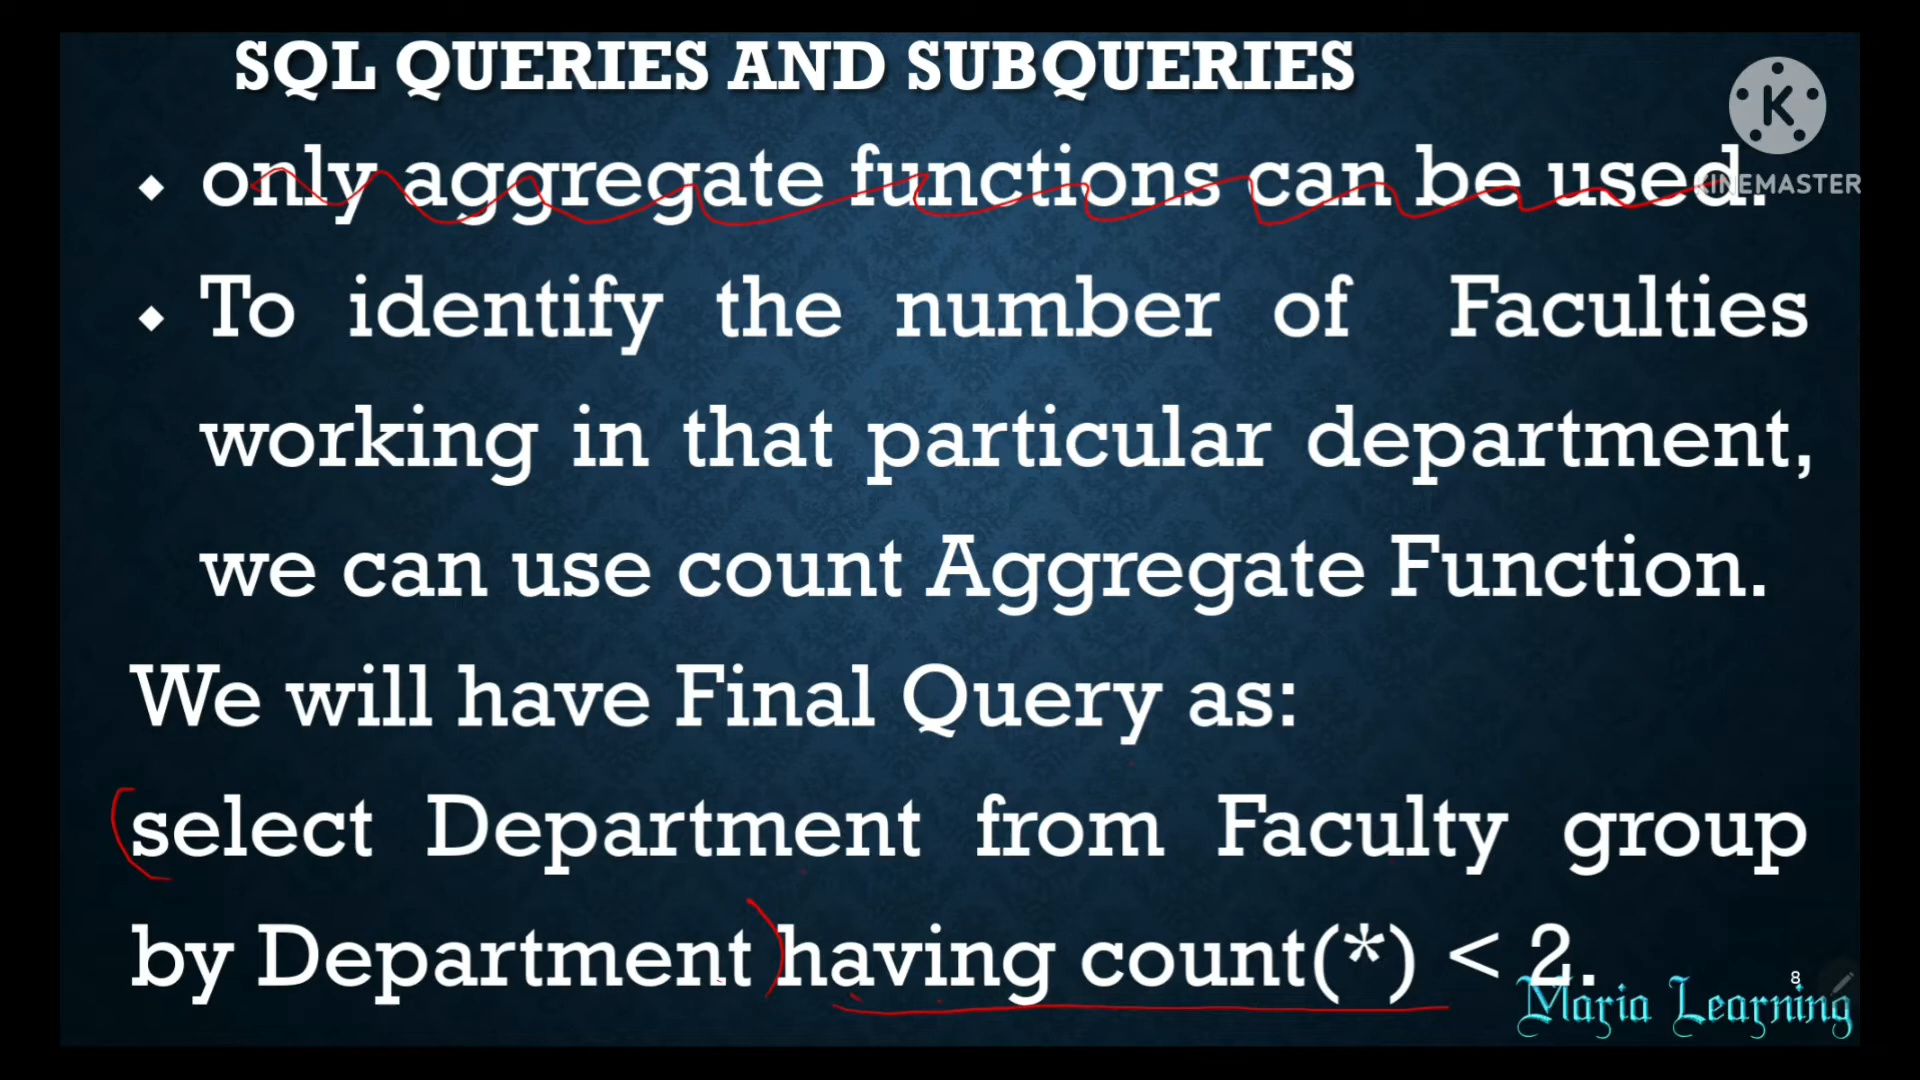 SQL QUERIES AND SUBQUERIES
K
only aggregate functions can be used.
KINEMASTER
To identify the number of Faculties
working in that particular department,
we can use count Aggregate Function.
We will have Final Query as:
select Department from Faculty group
by Department having count(*) < 2.
8
Maria Learning